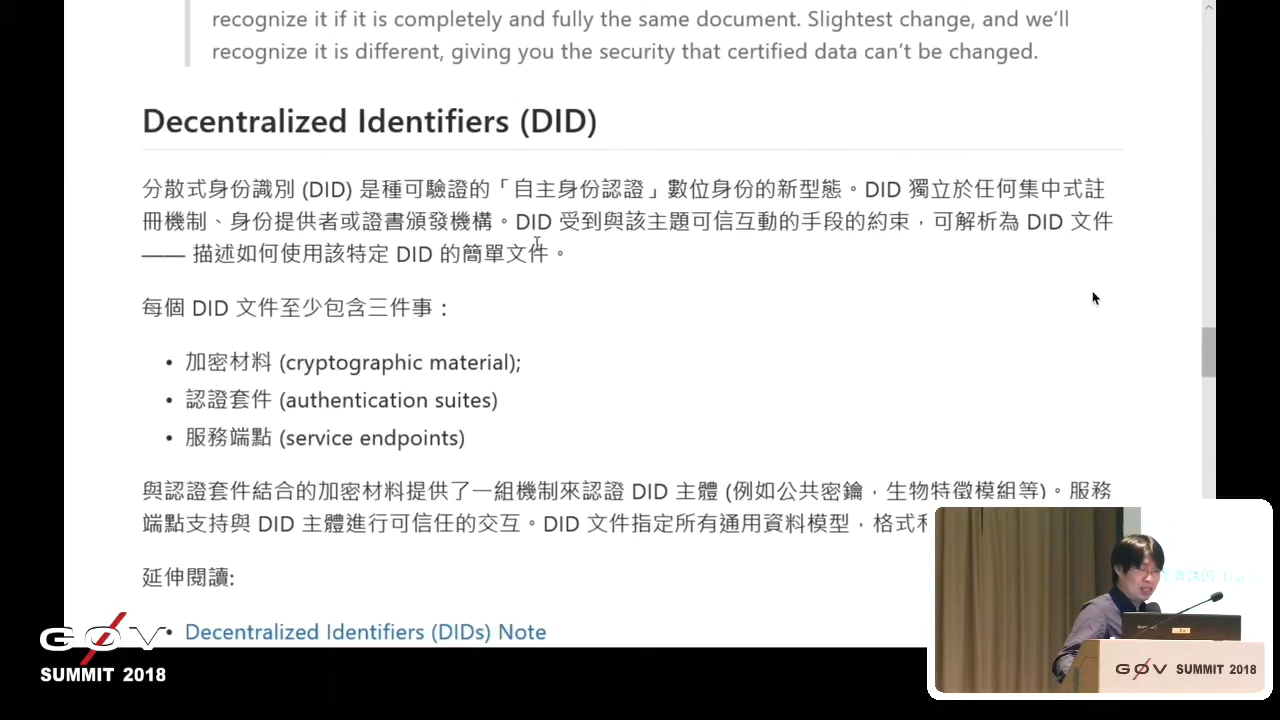 recognize it if it is completely and fully the same document. Slightest change, and we'll
recognize it is different, giving you the security that certified data can't be changed.
Decentralized Identifiers (DID)
分散式身份識別 (DID) 是種可驗證的「自主身份認證」數位身份的新型態。DID 獨立於任何集中式註
冊機制、身份提供者或證書頒發機構。DID 受到與該主題可信互動的手段的約束，可解析為 DID 文件
—— 描述如何使用該特定 DID 的簡單文件。
每個 DID 文件至少包含三件事：
• 加密材料 (cryptographic material);
• 認證套件 (authentication suites)
• 服務端點 (service endpoints)
與認證套件結合的加密材料提供了一組機制來認證 DID 主體 (例如公共密鑰，生物特徵模組等)。服務
端點支持與 DID 主體進行可信任的交互。DID 文件指定所有通用資料模型，格式
延伸閱讀:
• Decentralized Identifiers (DIDs) Note
GØV
SUMMIT 2018
GØV SUMMIT 2018